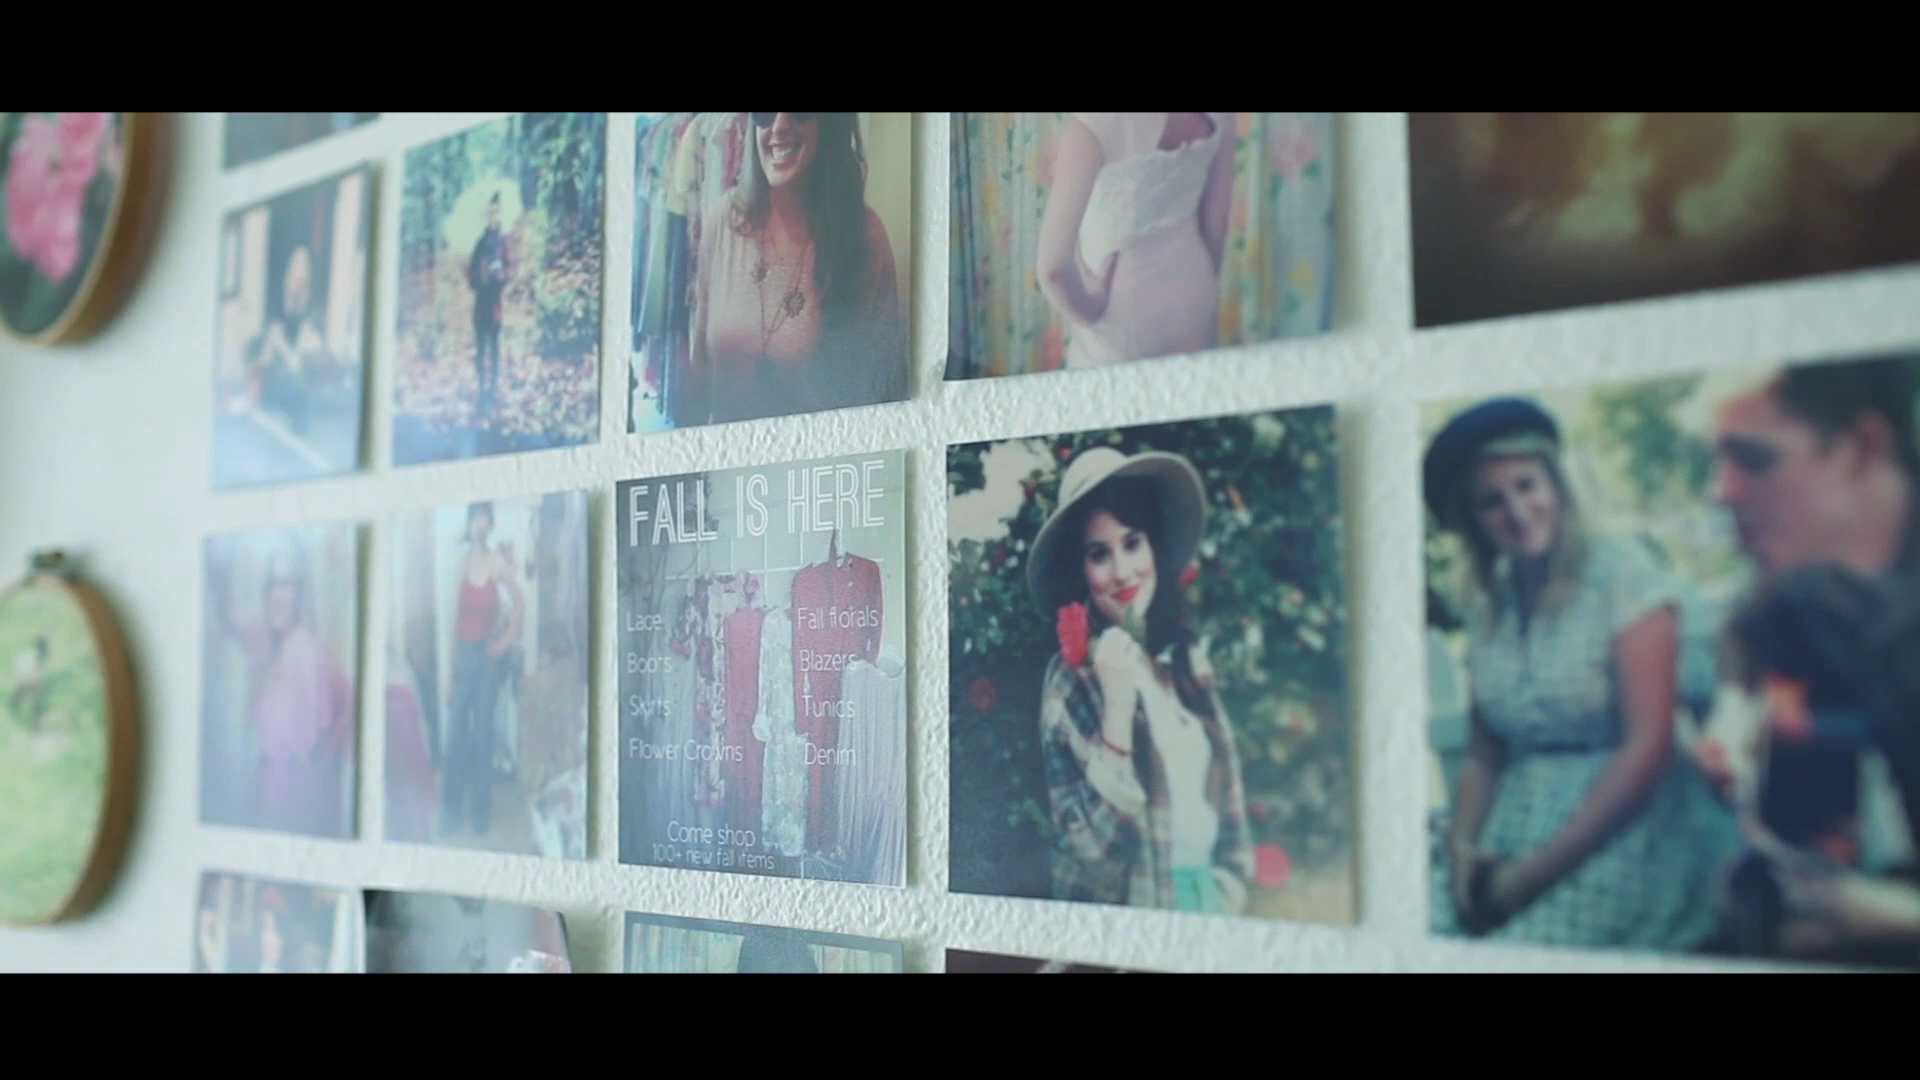 FALL IS HERE
Lace Fall florals
Boots Blazers
Skirts Tunics
Flower Crowns Denim
Come shop
100+ new fall items